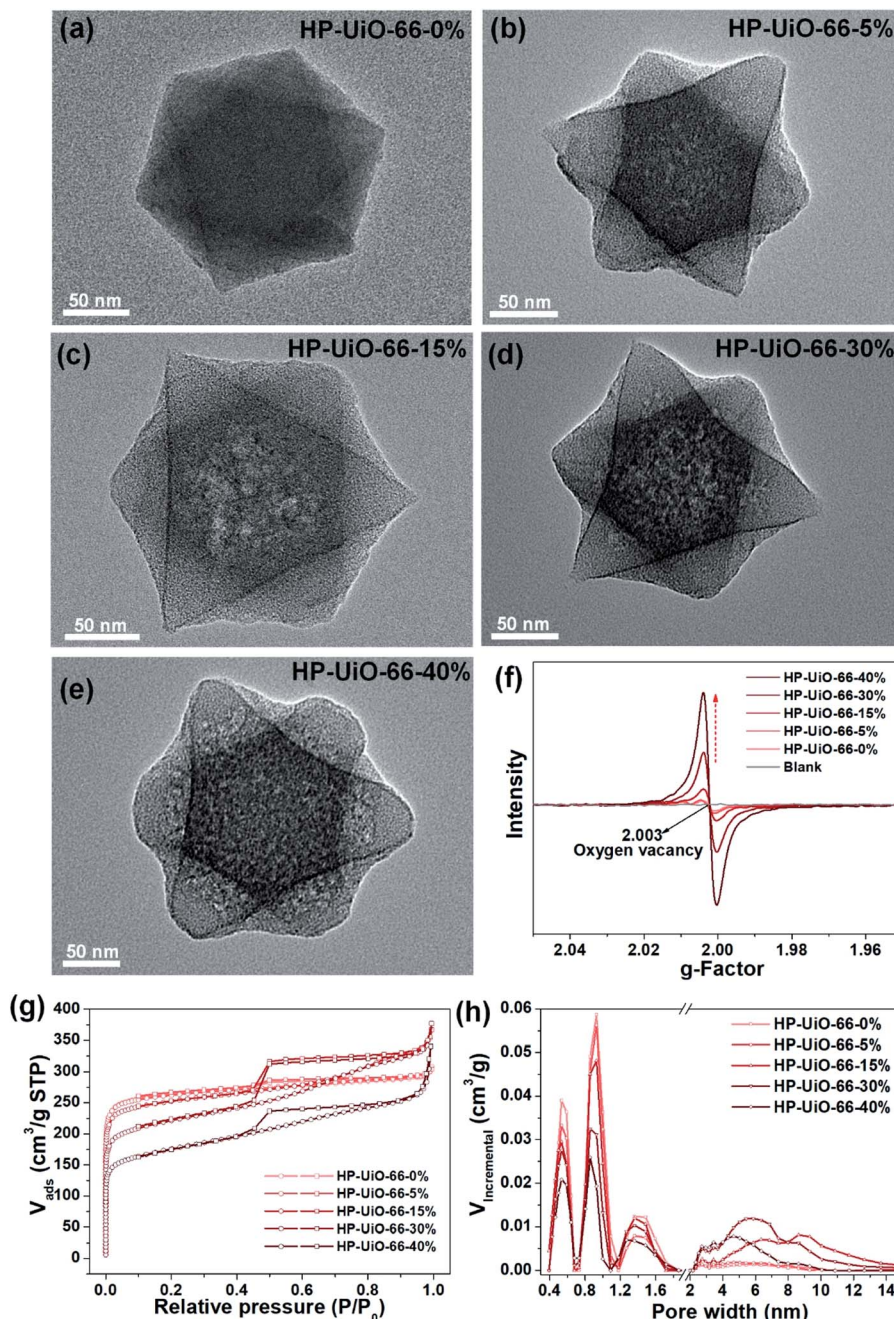 (a)
HP-UiO-66-0%
50 nm
(b)
HP-UiO-66-5%
50 nm
(c)
HP-UiO-66-15%
50 nm
(d)
HP-UiO-66-30%
50 nm
(e)
HP-UiO-66-40%
50 nm
(f)
HP-UiO-66-40%
HP-UiO-66-30%
HP-UiO-66-15%
HP-UiO-66-5%
HP-UiO-66-0%
Blank
Intensity
2.003
Oxygen vacancy
2.04 2.02 2.00 1.98 1.96
g-Factor
(g)
400
350
300
250
200
150
100
50
0
Vads (cm³/g STP)
HP-UiO-66-0%
HP-UiO-66-5%
HP-UiO-66-15%
HP-UiO-66-30%
HP-UiO-66-40%
0.0 0.2 0.4 0.6 0.8 1.0
Relative pressure (P/P₀)
(h)
0.06
0.05
0.04
0.03
0.02
0.01
0.00
VIncremental (cm³/g)
HP-UiO-66-0%
HP-UiO-66-5%
HP-UiO-66-15%
HP-UiO-66-30%
HP-UiO-66-40%
0.4 0.8 1.2 1.6 2 4 6 8 10 12 14
Pore width (nm)